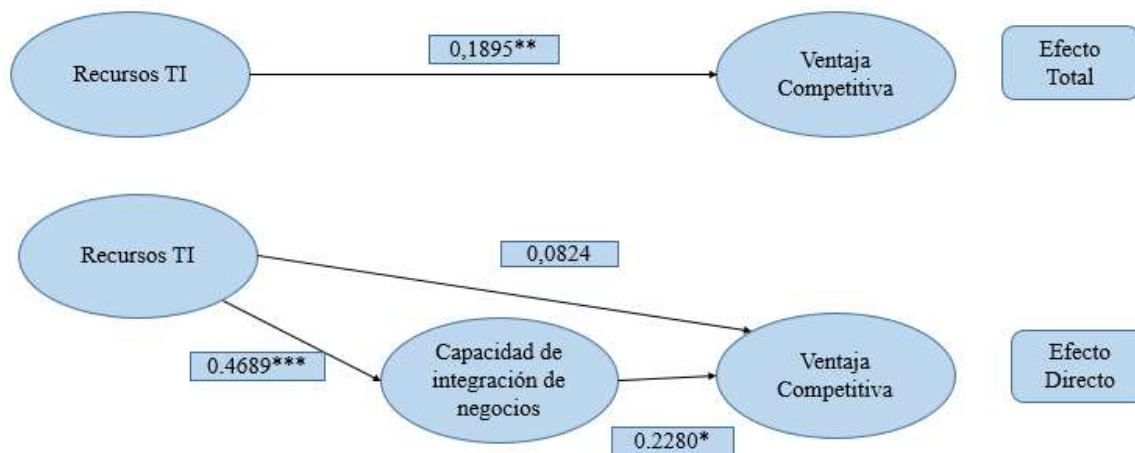 0,1895**
Recursos TI
Ventaja
Competitiva
Efecto
Total
Recursos TI
0,0824
0.4689***
Capacidad de
integración de
negocios
Ventaja
Competitiva
Efecto
Directo
0.2280*